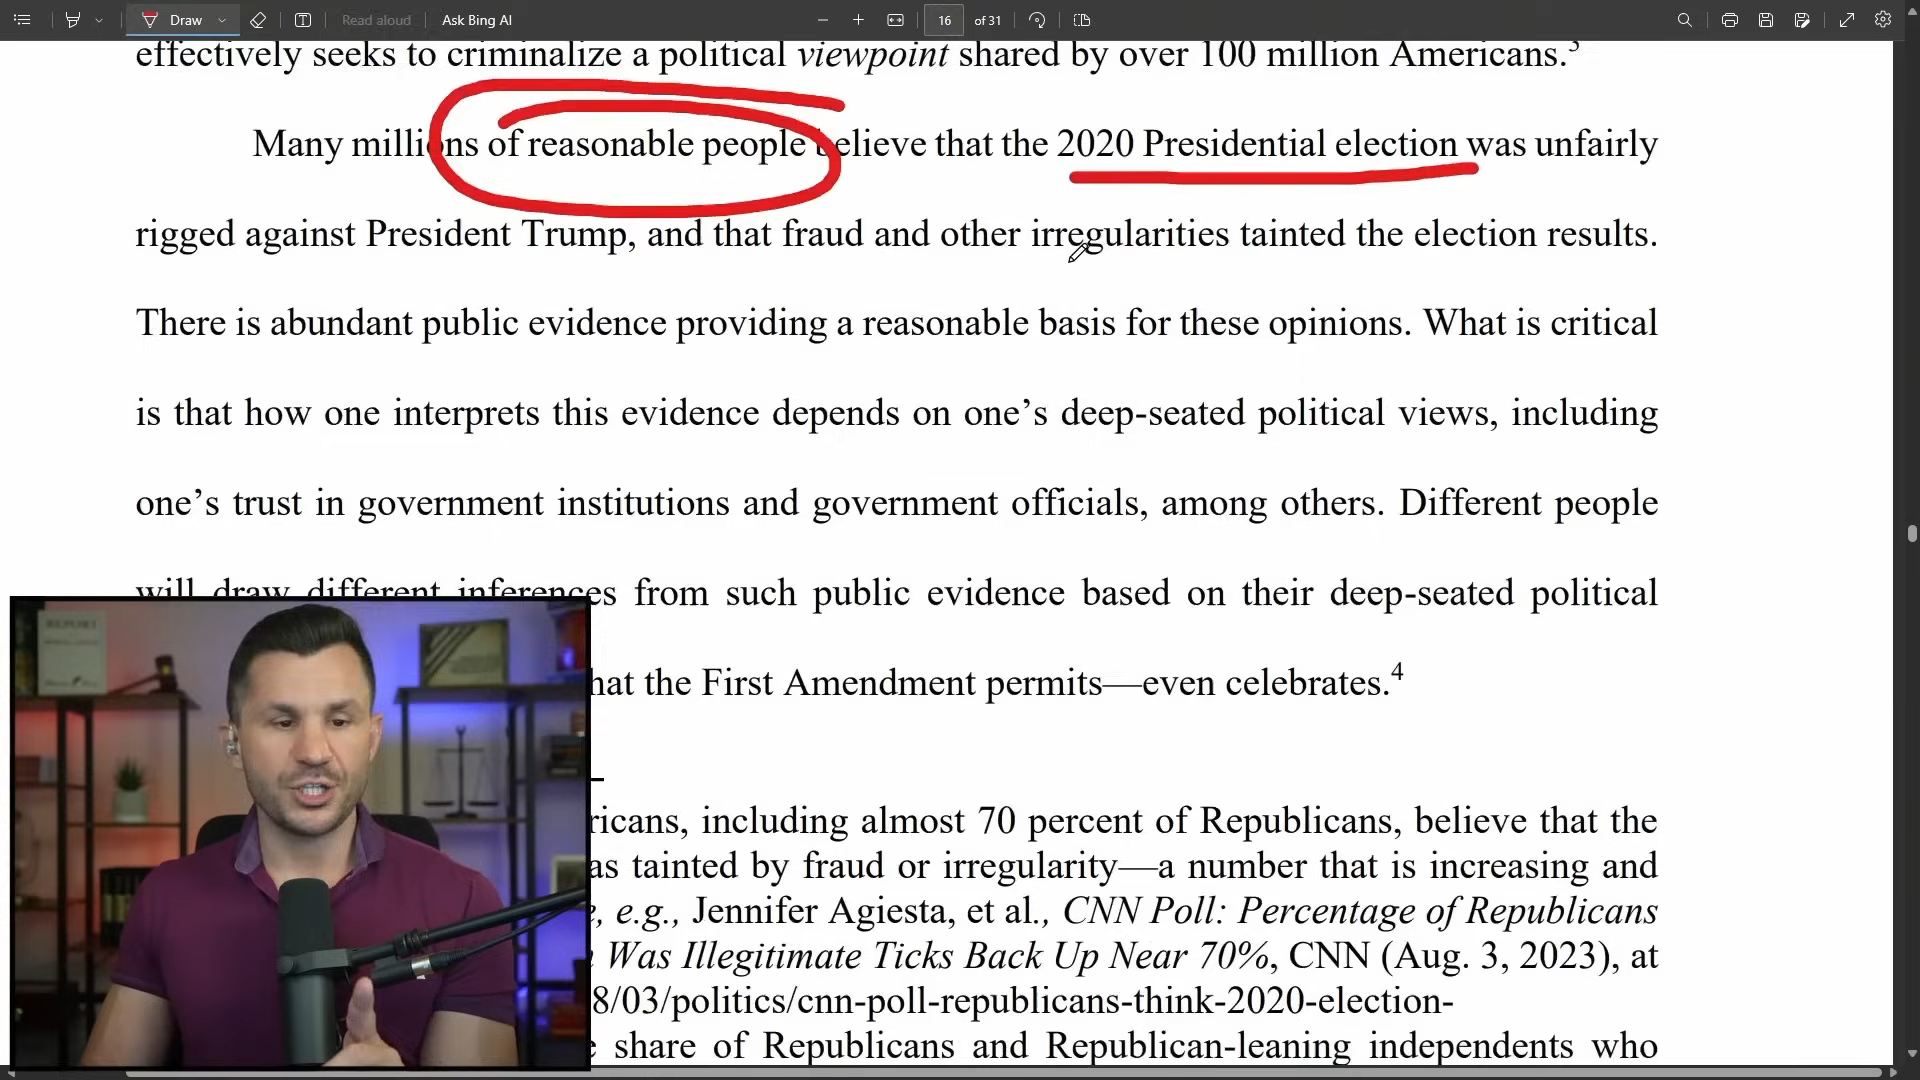 Draw
Read aloud
Ask Bing AI
16 of 31
effectively seeks to criminalize a political viewpoint shared by over 100 million Americans.³
Many millions of reasonable people believe that the 2020 Presidential election was unfairly
rigged against President Trump, and that fraud and other irregularities tainted the election results.
There is abundant public evidence providing a reasonable basis for these opinions. What is critical
is that how one interprets this evidence depends on one’s deep-seated political views, including
one’s trust in government institutions and government officials, among others. Different people
will draw different inferences from such public evidence based on their deep-seated political
hat the First Amendment permits—even celebrates.⁴
ricans, including almost 70 percent of Republicans, believe that the
as tainted by fraud or irregularity—a number that is increasing and
e.g., Jennifer Agiesta, et al., CNN Poll: Percentage of Republicans
Was Illegitimate Ticks Back Up Near 70%, CNN (Aug. 3, 2023), at
8/03/politics/cnn-poll-republicans-think-2020-election-
share of Republicans and Republican-leaning independents who